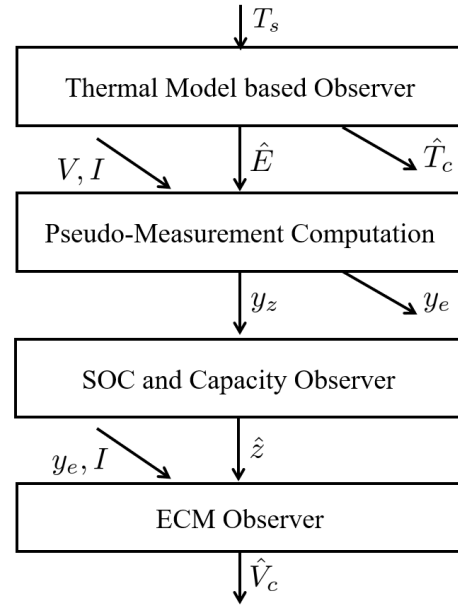 T_s
Thermal Model based Observer
V, I
Ê
T̂_c
Pseudo-Measurement Computation
y_z
y_e
SOC and Capacity Observer
y_e, I
ẑ
ECM Observer
V̂_c